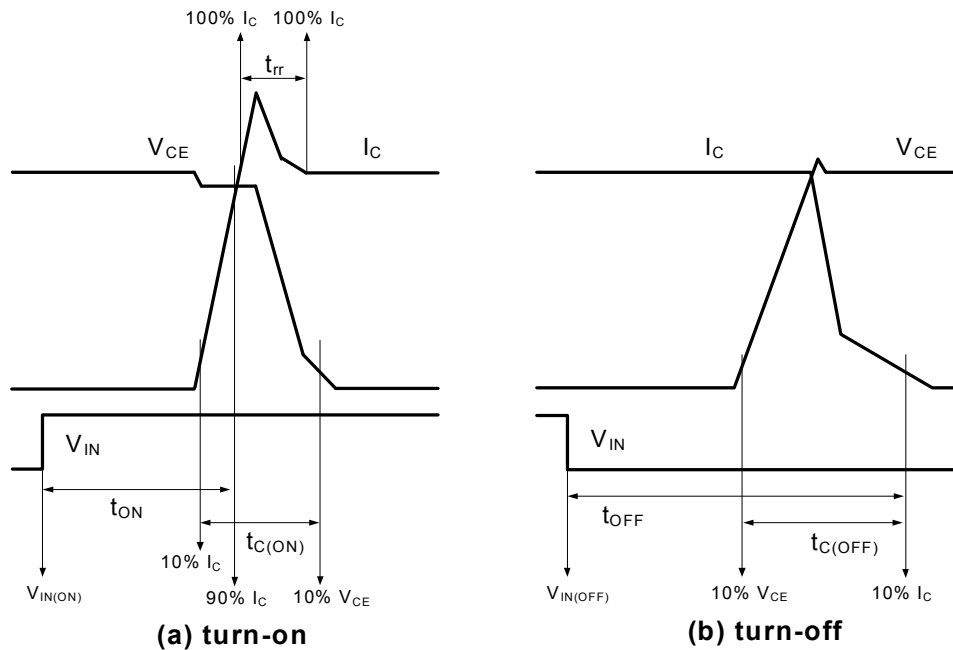 100% IC 100% IC
trr
VCE IC IC VCE
VIN VIN
tON tOFF
tC(ON) tC(OFF)
10% IC
VIN(ON) 90% IC 10% VCE VIN(OFF) 10% VCE 10% IC
(a) turn-on (b) turn-off